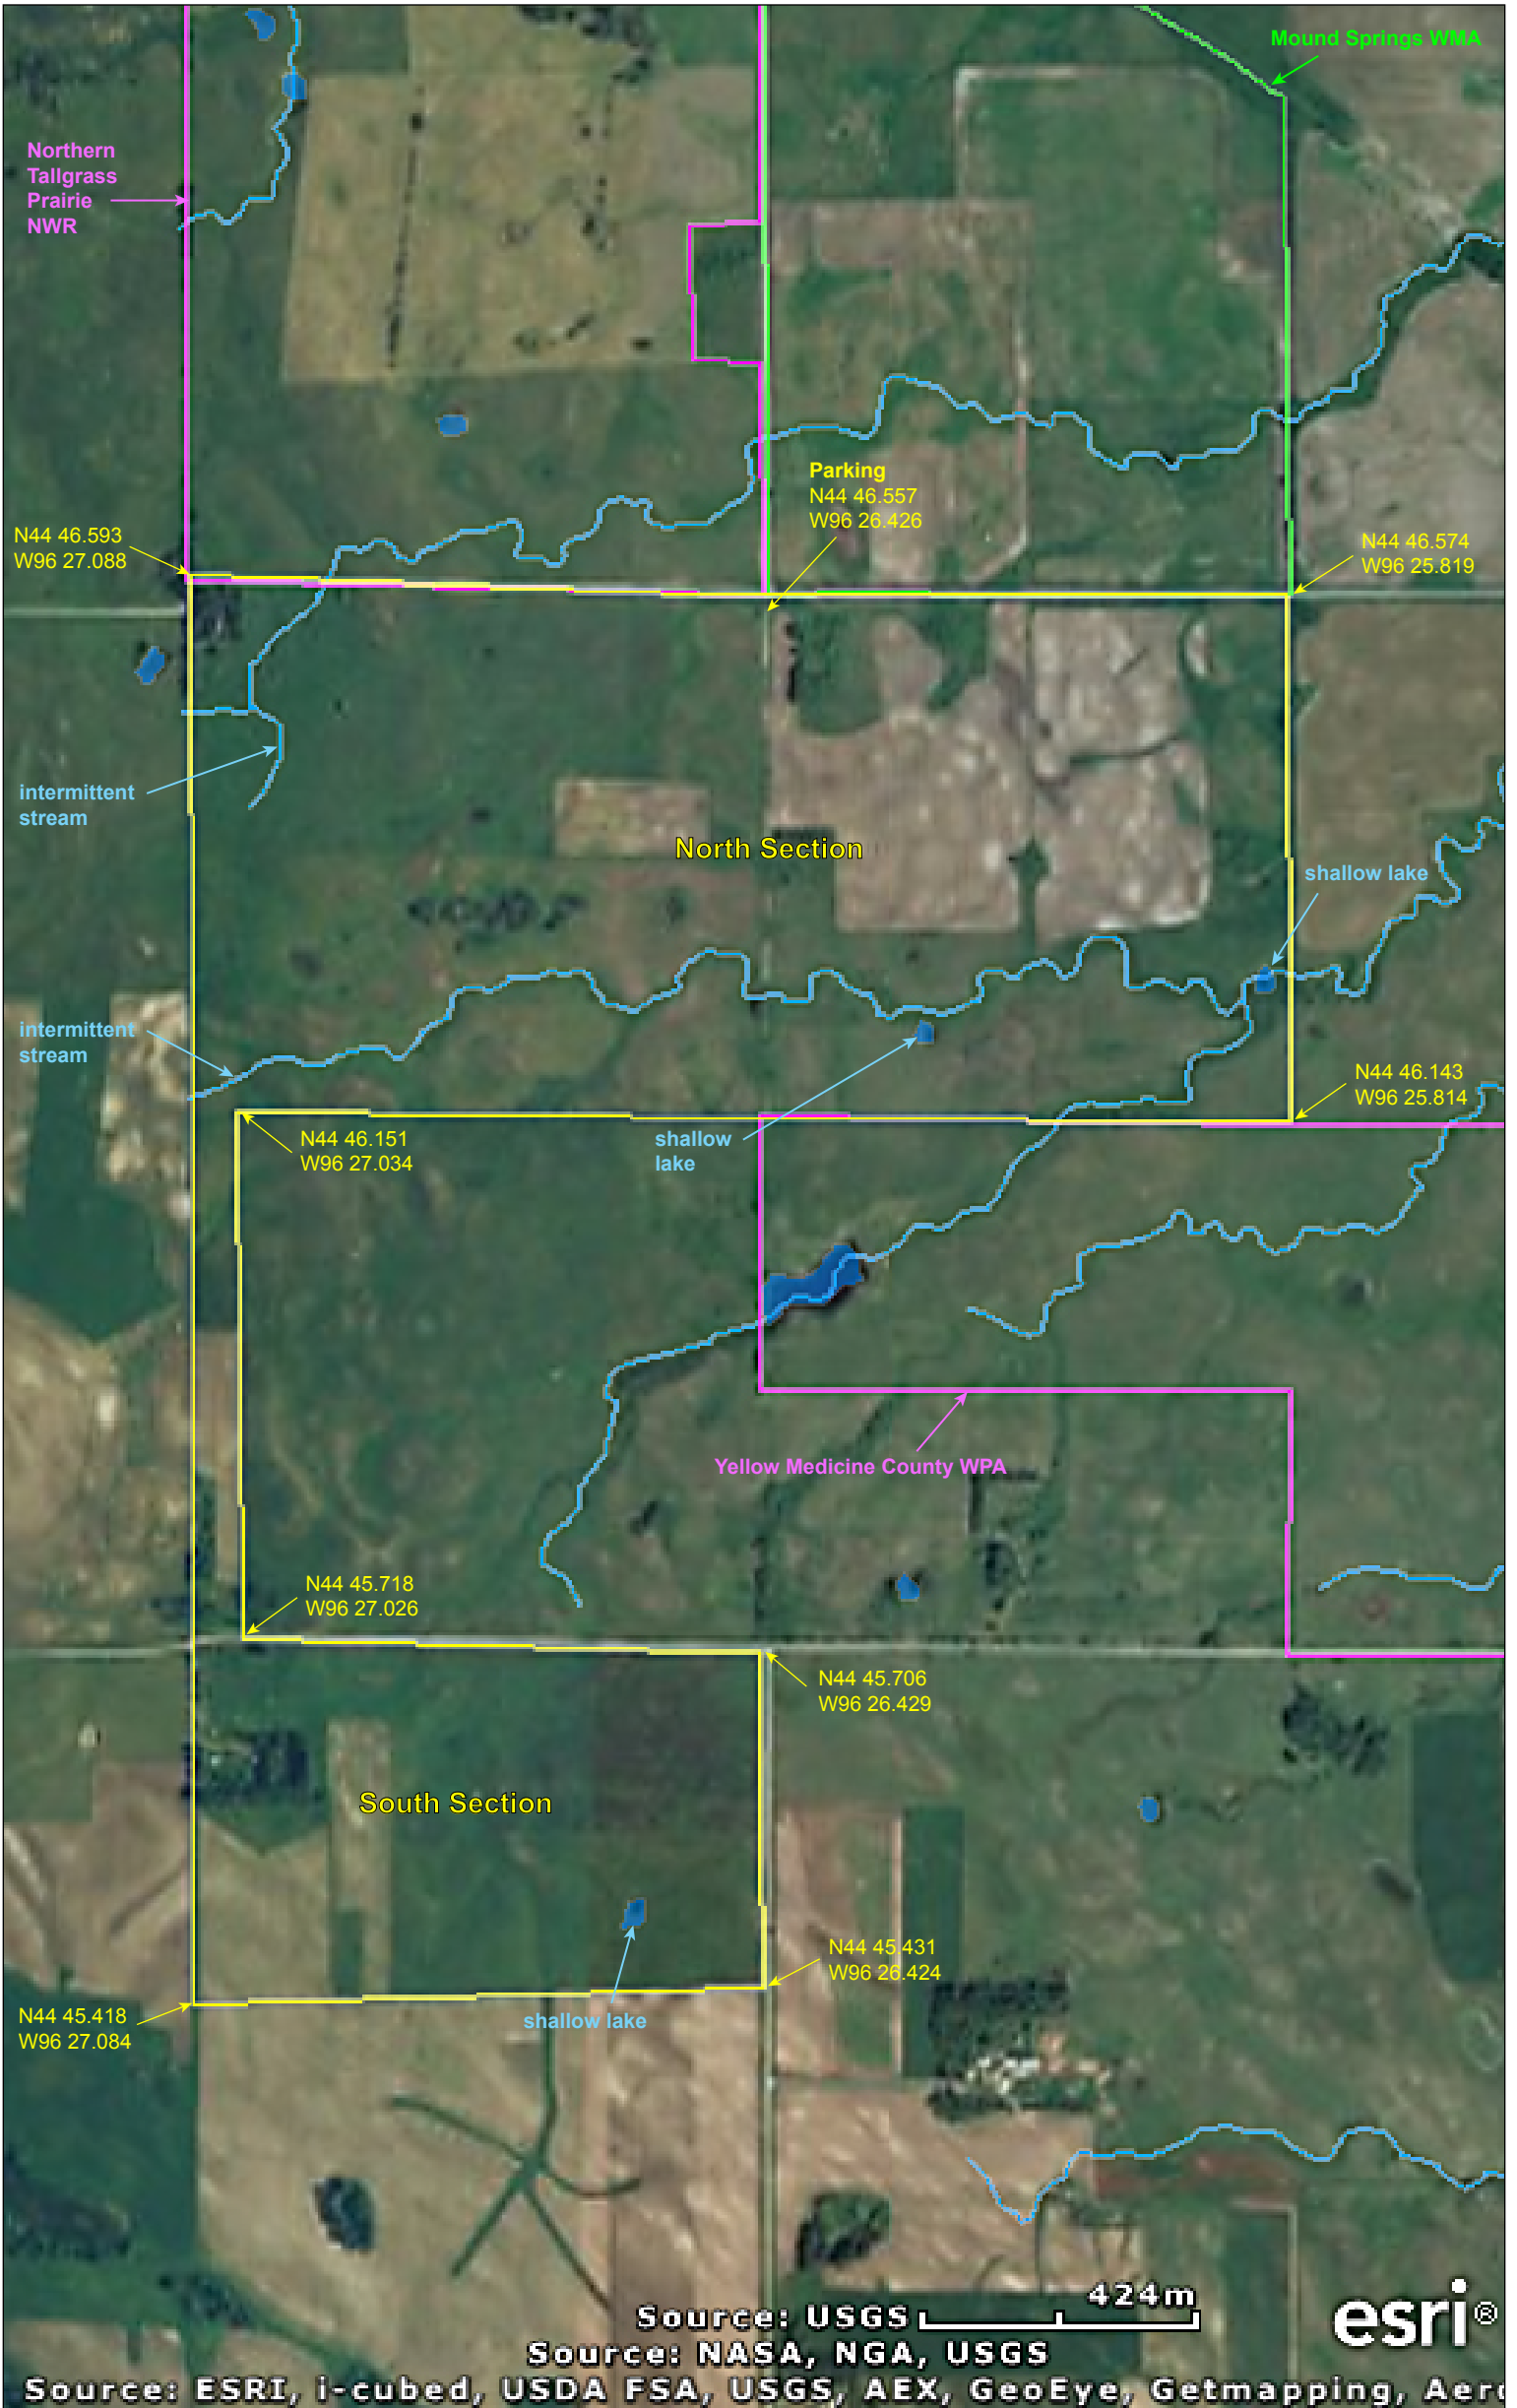 Mound Springs WMA
Northern
Tallgrass
Prairie
NWR
Parking
N44 46.557
W96 26.426
N44 46.593
W96 27.088
N44 46.574
W96 25.819
intermittent
stream
North Section
shallow lake
intermittent
stream
N44 46.143
W96 25.814
N44 46.151
W96 27.034
shallow
lake
Yellow Medicine County WPA
N44 45.718
W96 27.026
N44 45.706
W96 26.429
South Section
N44 45.431
W96 26.424
N44 45.418
W96 27.084
shallow lake
424m
Source: USGS
esri®
Source: NASA, NGA, USGS
Source: ESRI, i-cubed, USDA FSA, USGS, AEX, GeoEye, Getmapping, Aero